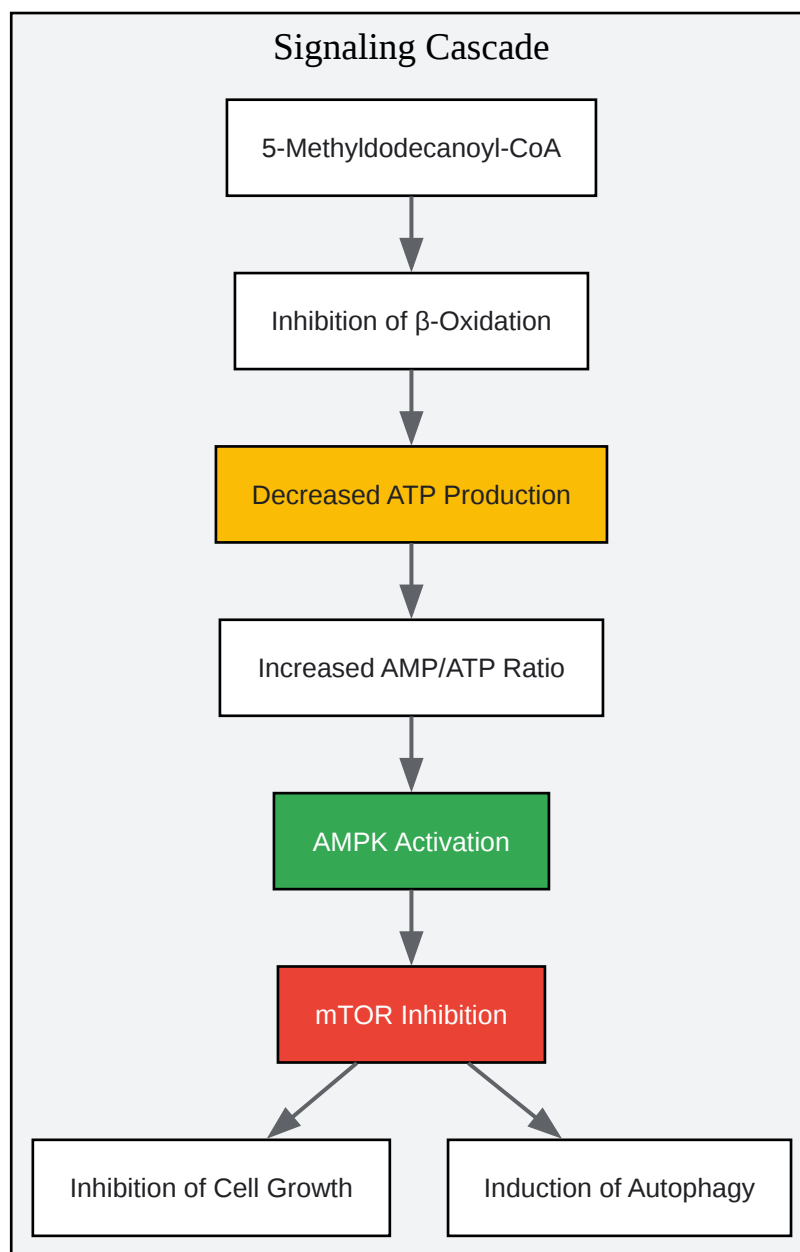 Signaling Cascade
5-Methyldodecanoyl-CoA
Inhibition of β-Oxidation
Decreased ATP Production
Increased AMP/ATP Ratio
AMPK Activation
mTOR Inhibition
Inhibition of Cell Growth
Induction of Autophagy